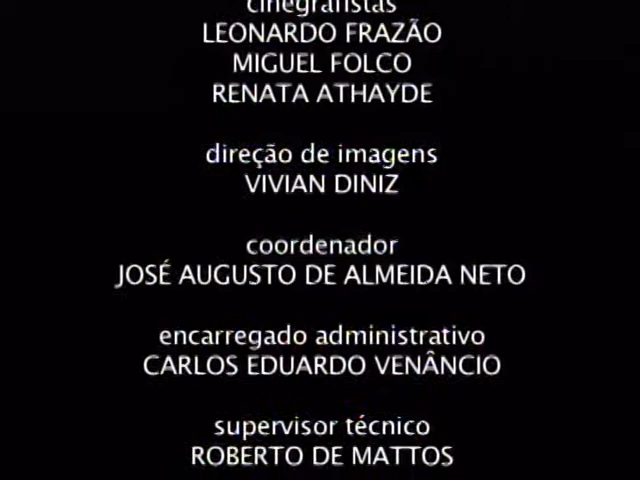 cinegrafistas
LEONARDO FRAZÃO
MIGUEL FOLCO
RENATA ATHAYDE
direção de imagens
VIVIAN DINIZ
coordenador
JOSÉ AUGUSTO DE ALMEIDA NETO
encarregado administrativo
CARLOS EDUARDO VENÂNCIO
supervisor técnico
ROBERTO DE MATTOS